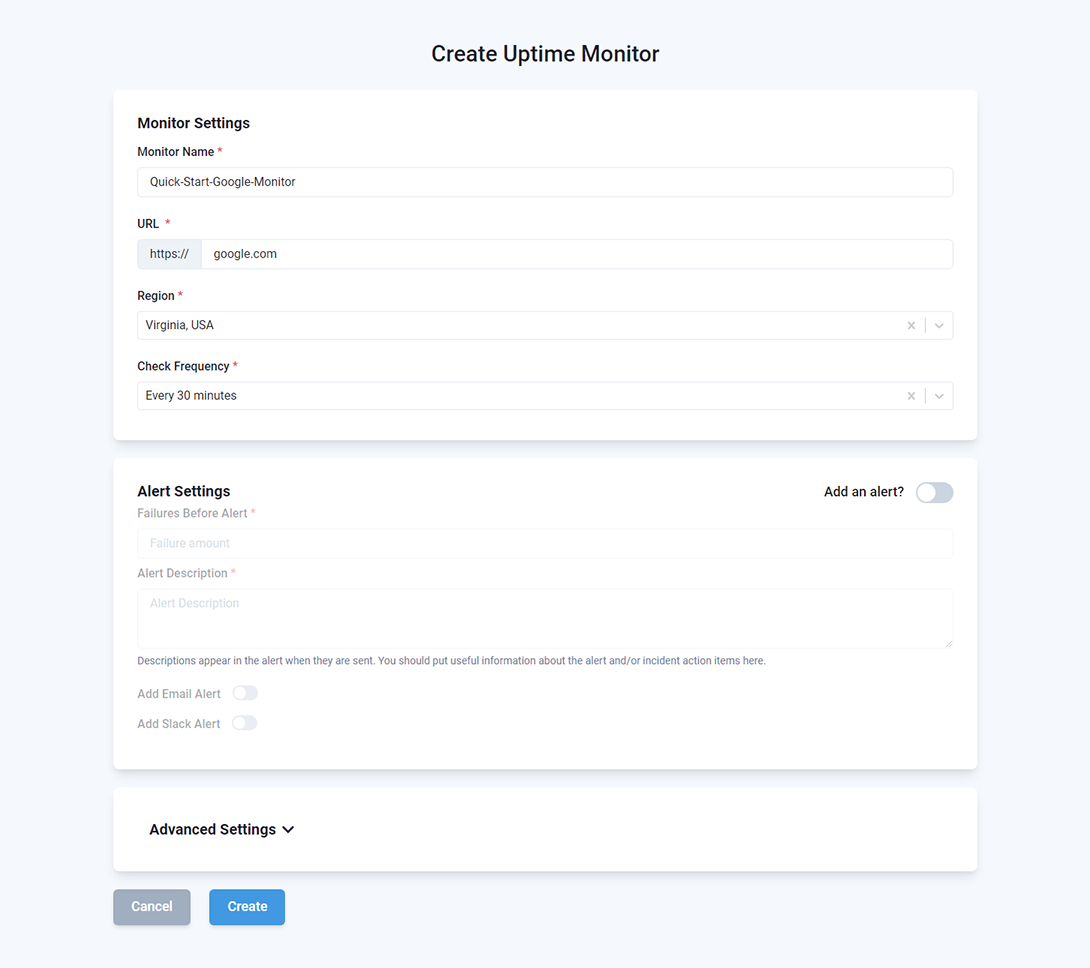 Create Uptime Monitor
Monitor Settings
Monitor Name *
Quick-Start-Google-Monitor
URL *
https:// google.com
Region *
Virginia, USA
Check Frequency *
Every 30 minutes
Alert Settings
Add an alert?
Failures Before Alert *
Failure amount
Alert Description *
Alert Description
Descriptions appear in the alert when they are sent. You should put useful information about the alert and/or incident action items here.
Add Email Alert
Add Slack Alert
Advanced Settings
Cancel
Create